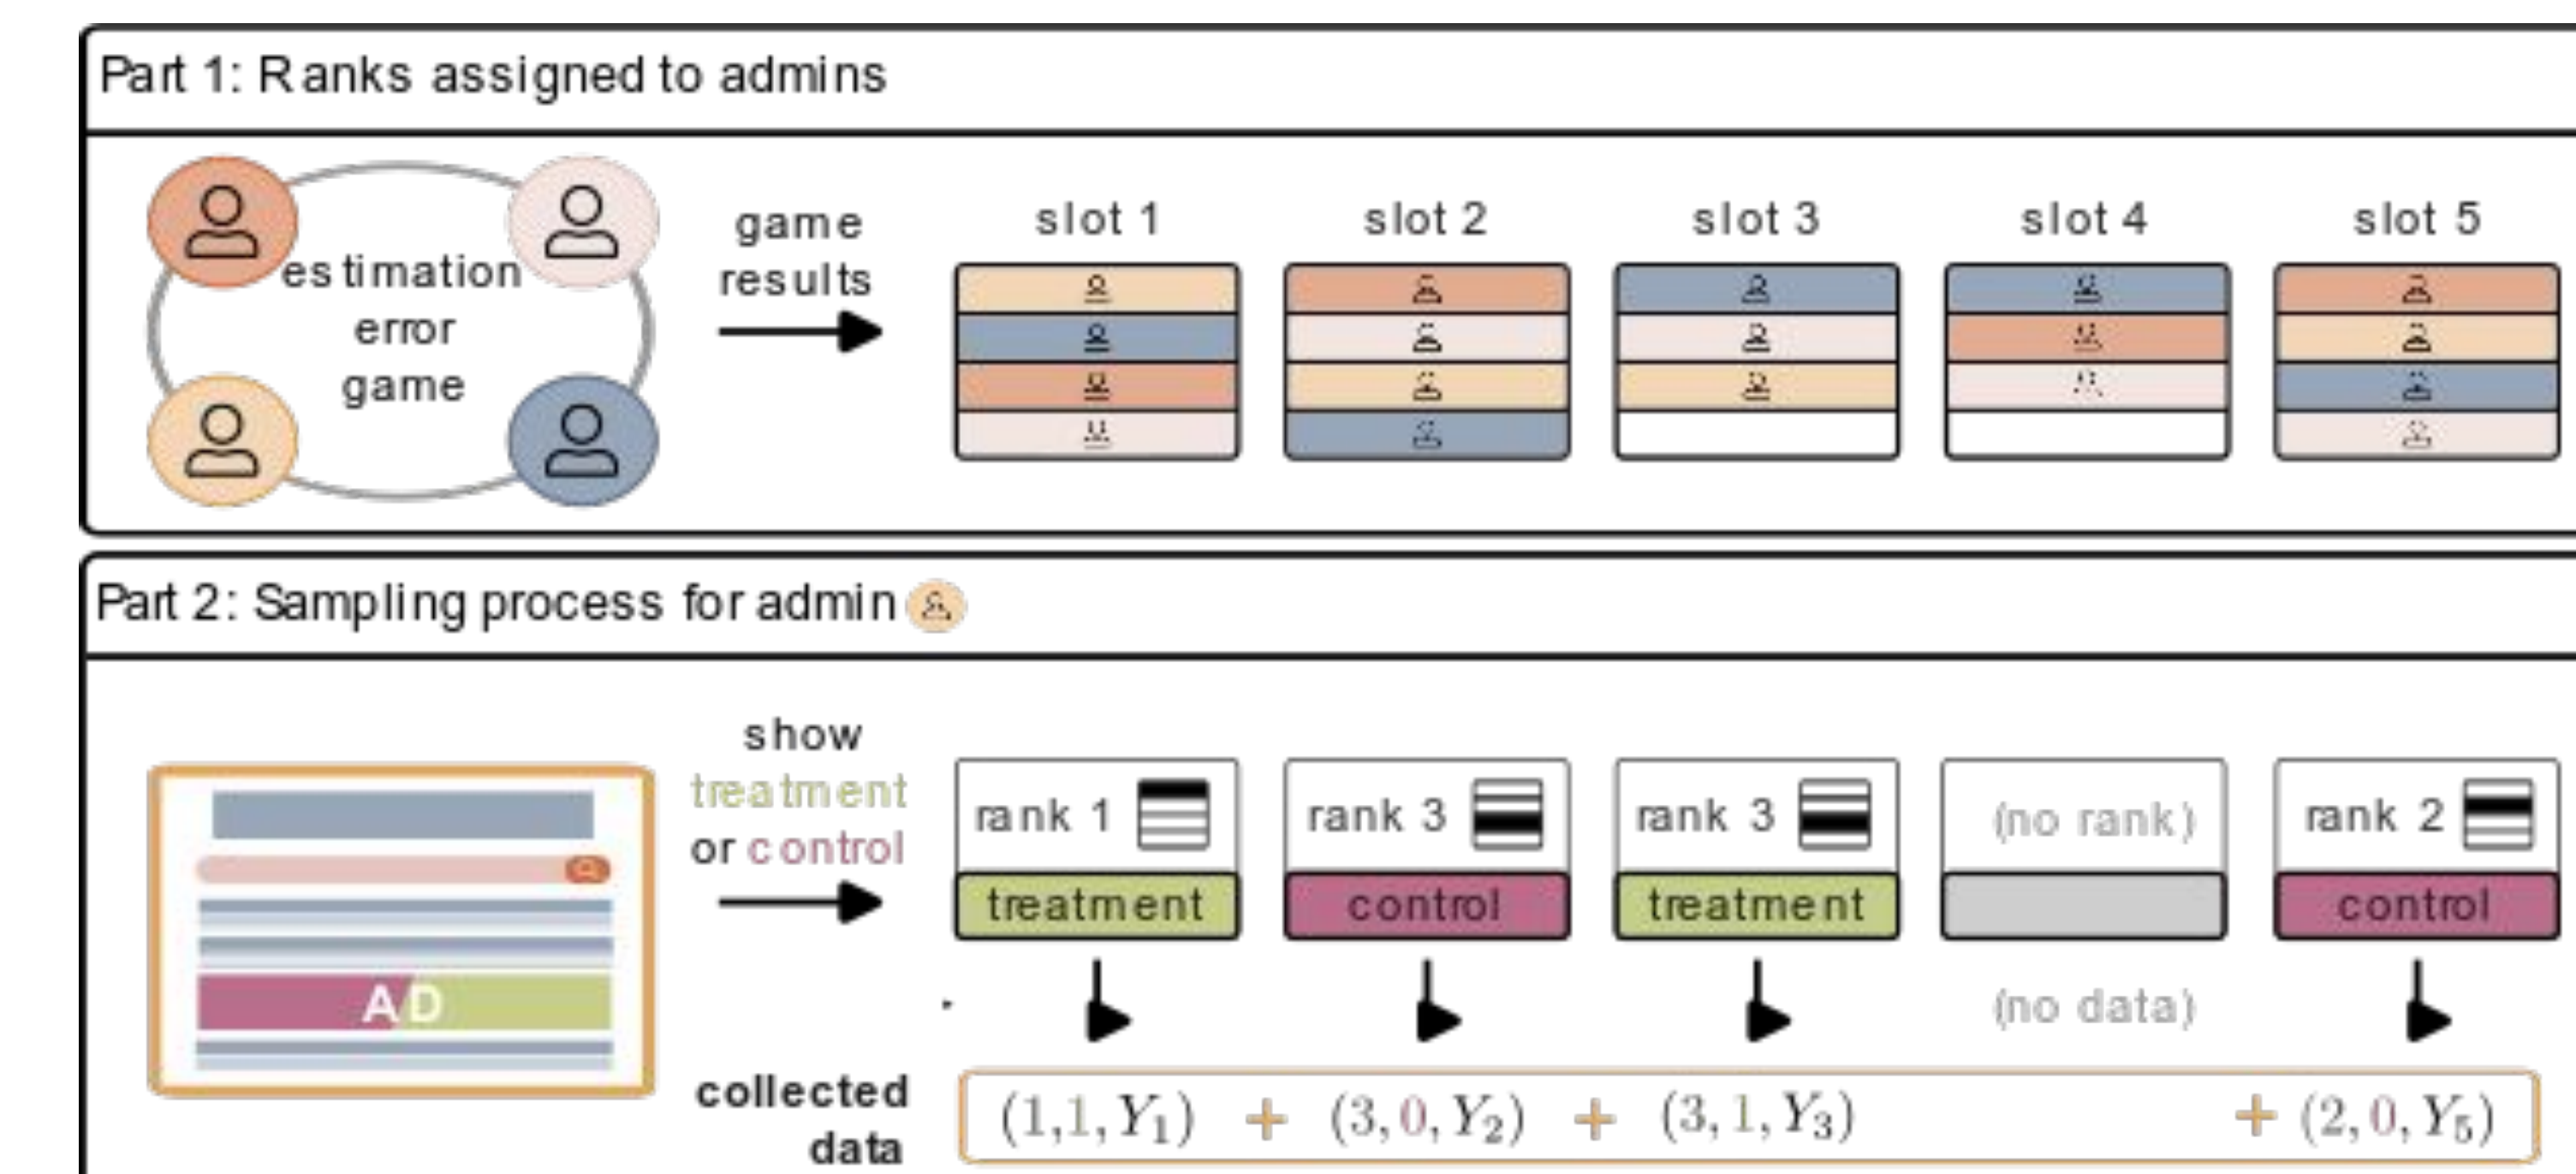 Part 1: Ranks assigned to admins
estimation
error
game
game
results
slot 1
slot 2
slot 3
slot 4
slot 5
Part 2: Sampling process for admin
AD
show
treatment
or control
rank 1
rank 3
rank 3
(no rank)
rank 2
treatment
control
treatment
control
(no data)
collected
data
(1,1,Y₁) + (3,0,Y₂) + (3,1,Y₃) + (2,0,Y₅)